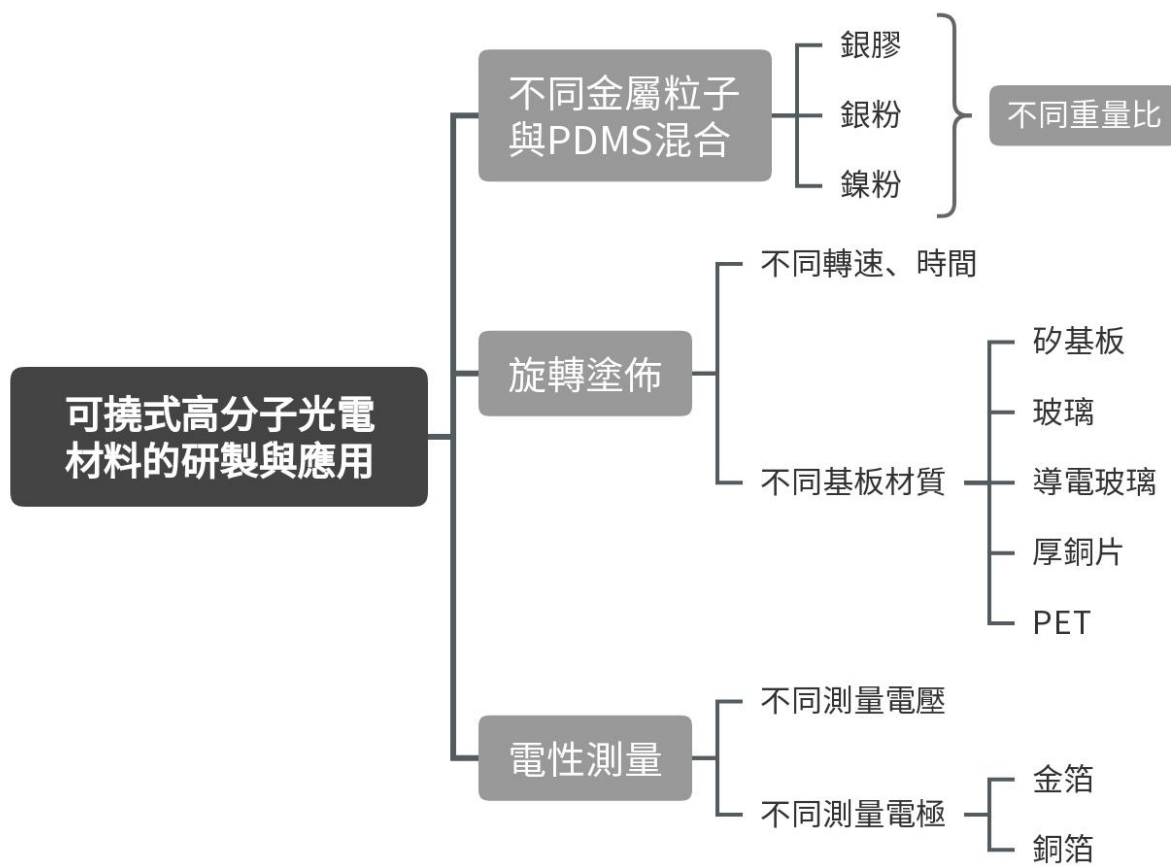 可撓式高分子光電
材料的研製與應用
不同金屬粒子
與PDMS混合
銀膠
銀粉
鎳粉
不同重量比
旋轉塗佈
不同轉速、時間
不同基板材質
矽基板
玻璃
導電玻璃
厚銅片
PET
電性測量
不同測量電壓
不同測量電極
金箔
銅箔